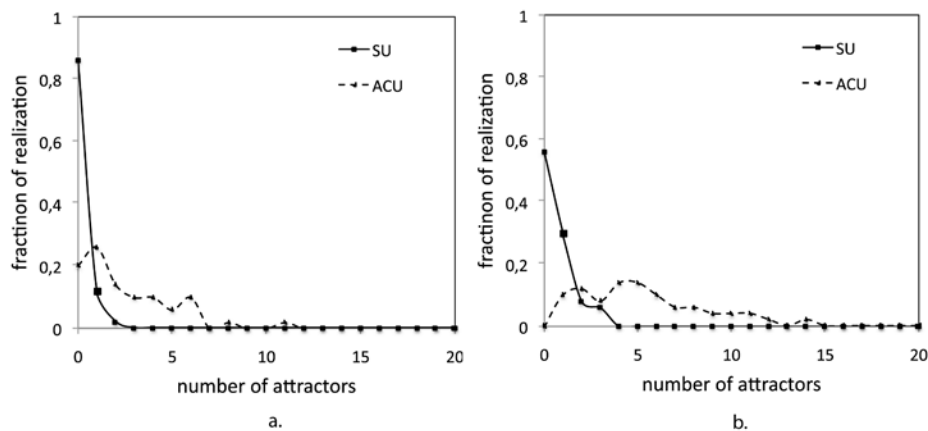 1
0,8
0,6
0,4
0,2
0
fractinon of realization
SU
ACU
0 5 10 15 20
number of attractors
a.
1
0,8
0,6
0,4
0,2
0
fraction of realization
SU
ACU
0 5 10 15 20
number of attractors
b.